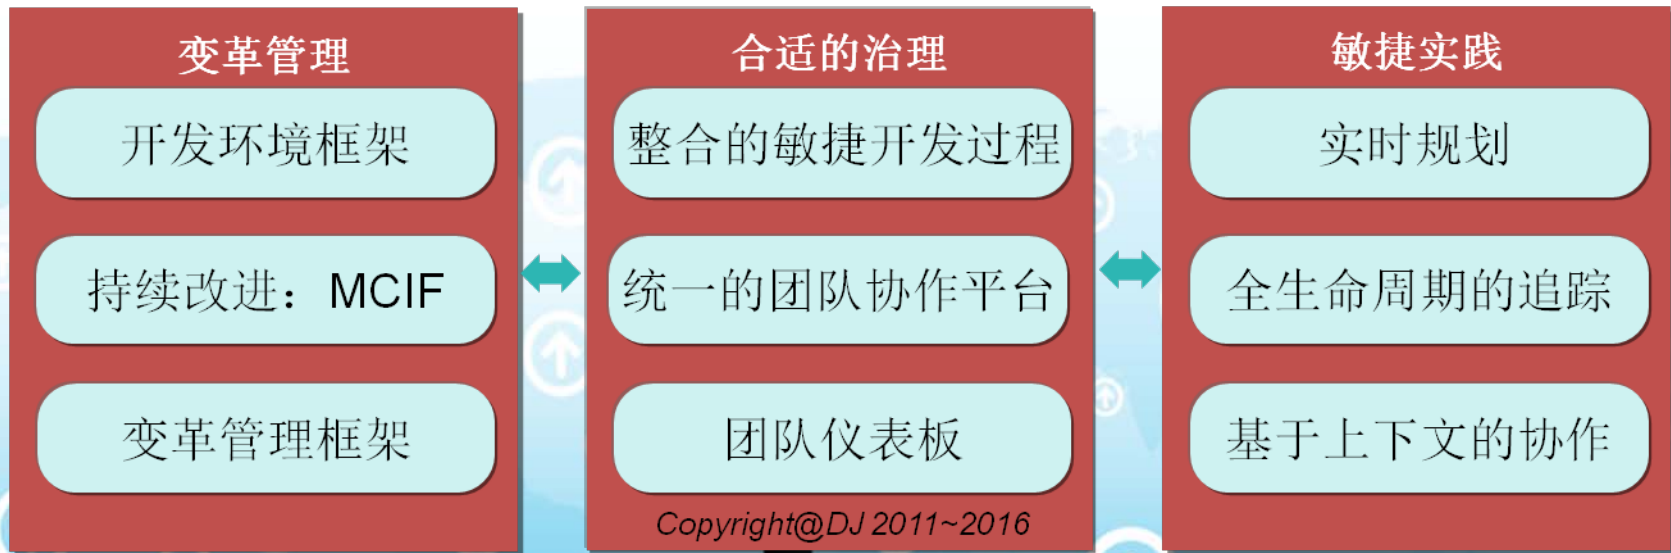 变革管理
开发环境框架
持续改进：MCIF
变革管理框架
合适的治理
整合的敏捷开发过程
统一的团队协作平台
团队仪表板
Copyright@DJ 2011~2016
敏捷实践
实时规划
全生命周期的追踪
基于上下文的协作